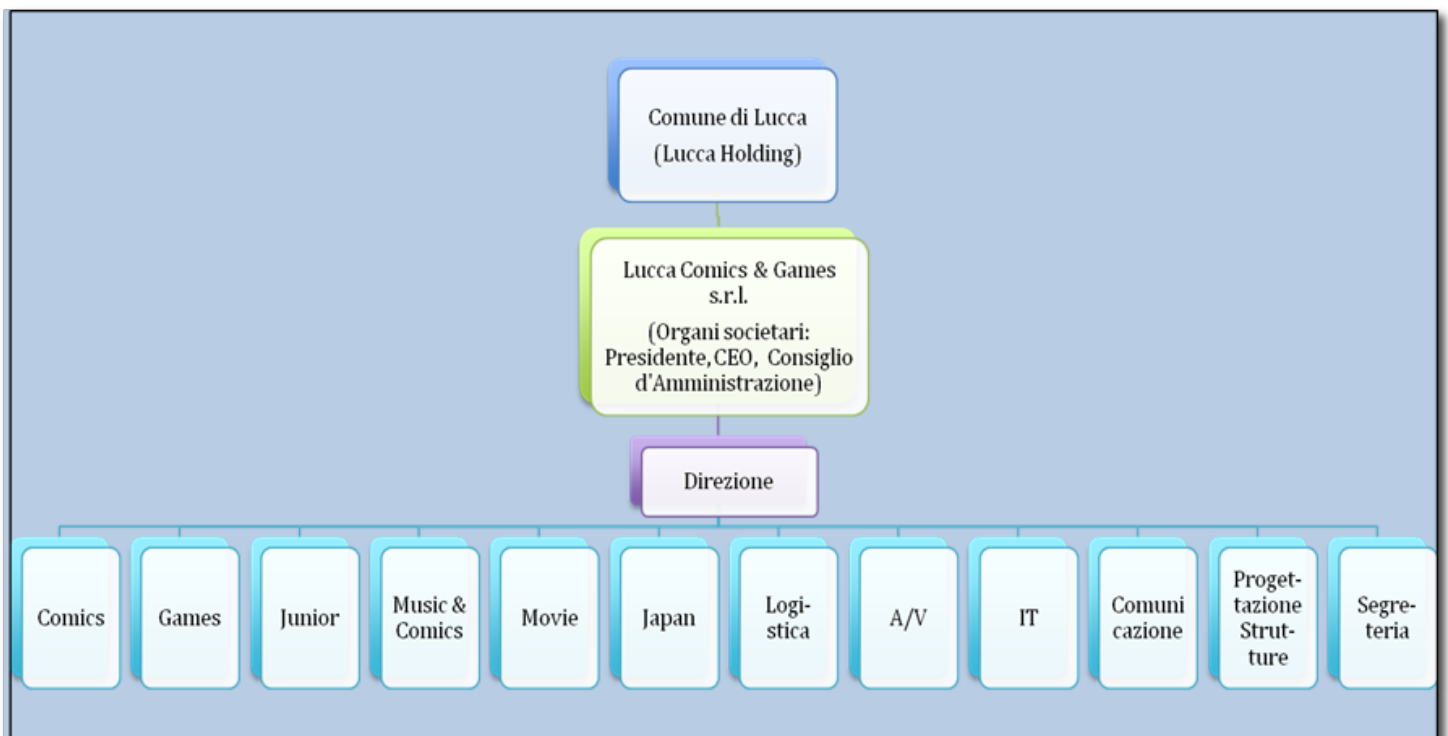 Comune di Lucca
(Lucca Holding)
Lucca Comics & Games
s.r.l.
(Organi societari:
Presidente, CEO, Consiglio
d'Amministrazione)
Direzione
Comics
Games
Junior
Music &
Comics
Movie
Japan
Logi-
stica
A/V
IT
Comuni
cazione
Proget-
tazione
Strut-
ture
Segre-
teria